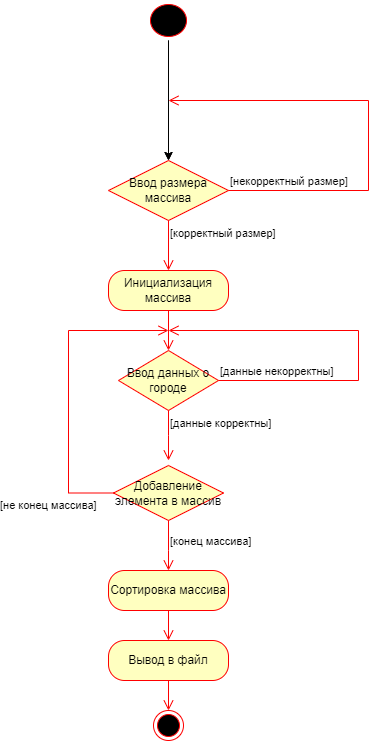 Ввод размера
массива
[некорректный размер]
[корректный размер]
Инициализация
массива
Ввод данных о
городе
[данные некорректны]
[данные корректны]
Добавление
элемента в массив
[не конец массива]
[конец массива]
Сортировка массива
Вывод в файл